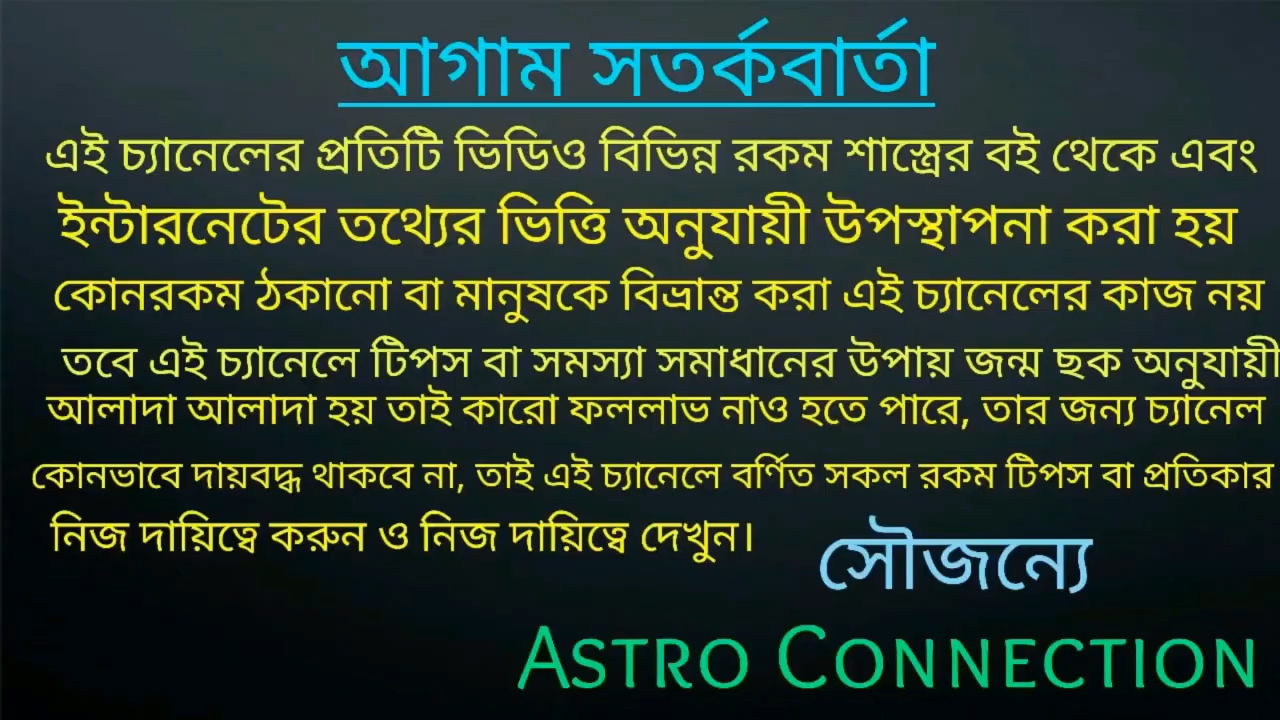 আগাম সতর্কবার্তা
এই চ্যানেলের প্রতিটি ভিডিও বিভিন্ন রকম শাস্ত্রের বই থেকে এবং
ইন্টারনেটের তথ্যের ভিত্তি অনুযায়ী উপস্থাপনা করা হয়
কোনরকম ঠকানো বা মানুষকে বিভ্রান্ত করা এই চ্যানেলের কাজ নয়
তবে এই চ্যানেলে টিপস বা সমস্যা সমাধানের উপায় জন্ম ছক অনুযায়ী
আলাদা আলাদা হয় তাই কারো ফললাভ নাও হতে পারে, তার জন্য চ্যানেল
কোনভাবে দায়বদ্ধ থাকবে না, তাই এই চ্যানেলে বর্ণিত সকল রকম টিপস বা প্রতিকার
নিজ দায়িত্বে করুন ও নিজ দায়িত্বে দেখুন।
সৌজন্যে
ASTRO CONNECTION